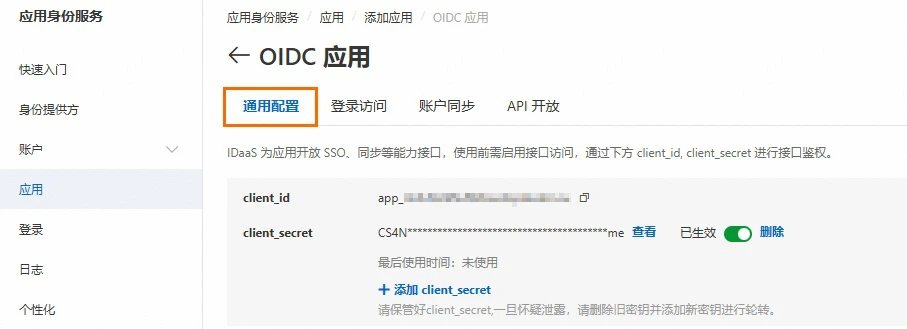 应用身份服务
快速入门
身份提供方
账户
应用
登录
日志
个性化
应用身份服务 / 应用 / 添加应用 / OIDC 应用
← OIDC 应用
通用配置 登录访问 账户同步 API 开放
IDaaS 为应用开放 SSO、同步等能力接口，使用前需启用接口访问，通过下方 client_id, client_secret 进行接口鉴权。
client_id app_
client_secret CS4N****************************************me 查看 已生效 删除
最后使用时间：未使用
+ 添加 client_secret
请保管好client_secret,一旦怀疑泄露，请删除旧密钥并添加新密钥进行轮转。